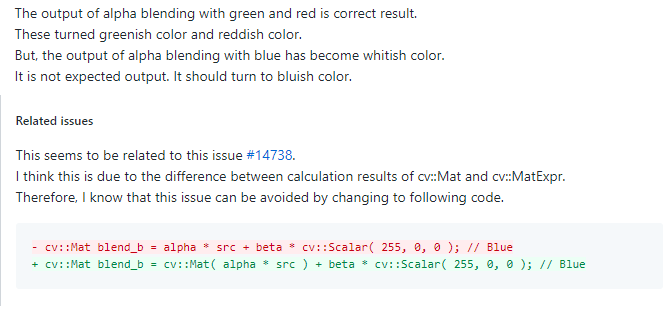 The output of alpha blending with green and red is correct result.
These turned greenish color and reddish color.
But, the output of alpha blending with blue has become whitish color.
It is not expected output. It should turn to bluish color.
Related issues
This seems to be related to this issue #14738.
I think this is due to the difference between calculation results of cv::Mat and cv::MatExpr.
Therefore, I know that this issue can be avoided by changing to following code.
- cv::Mat blend_b = alpha * src + beta * cv::Scalar( 255, 0, 0 ); // Blue
+ cv::Mat blend_b = cv::Mat( alpha * src ) + beta * cv::Scalar( 255, 0, 0 ); // Blue